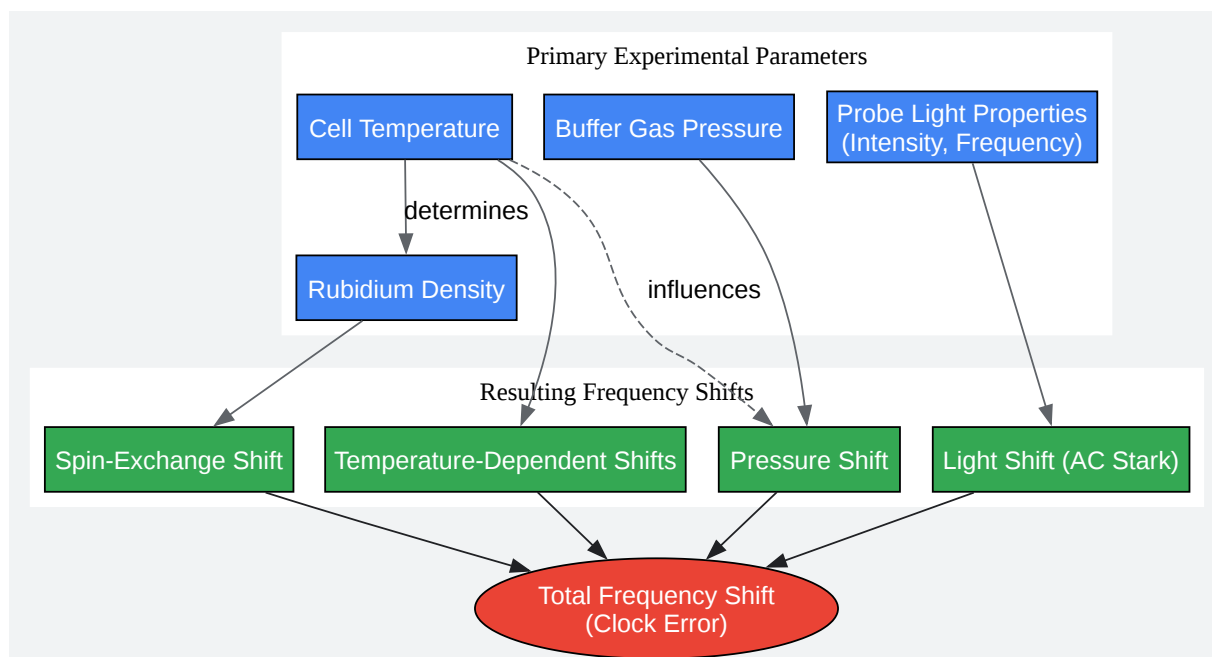 Primary Experimental Parameters
Cell Temperature
Buffer Gas Pressure
Probe Light Properties
(Intensity, Frequency)
determines
Rubidium Density
influences
Resulting Frequency Shifts
Spin-Exchange Shift
Temperature-Dependent Shifts
Pressure Shift
Light Shift (AC Stark)
Total Frequency Shift
(Clock Error)